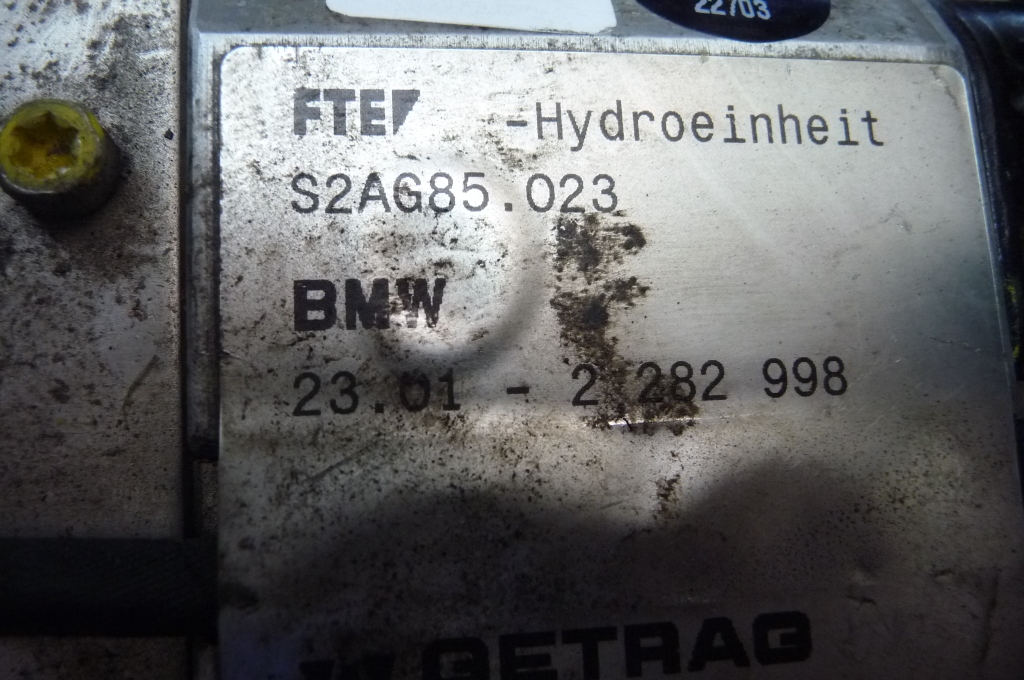 22/03
FTE -Hydroeinheit
S2AG85.023
BMW
23.01 - 2 282 998
GETRAG